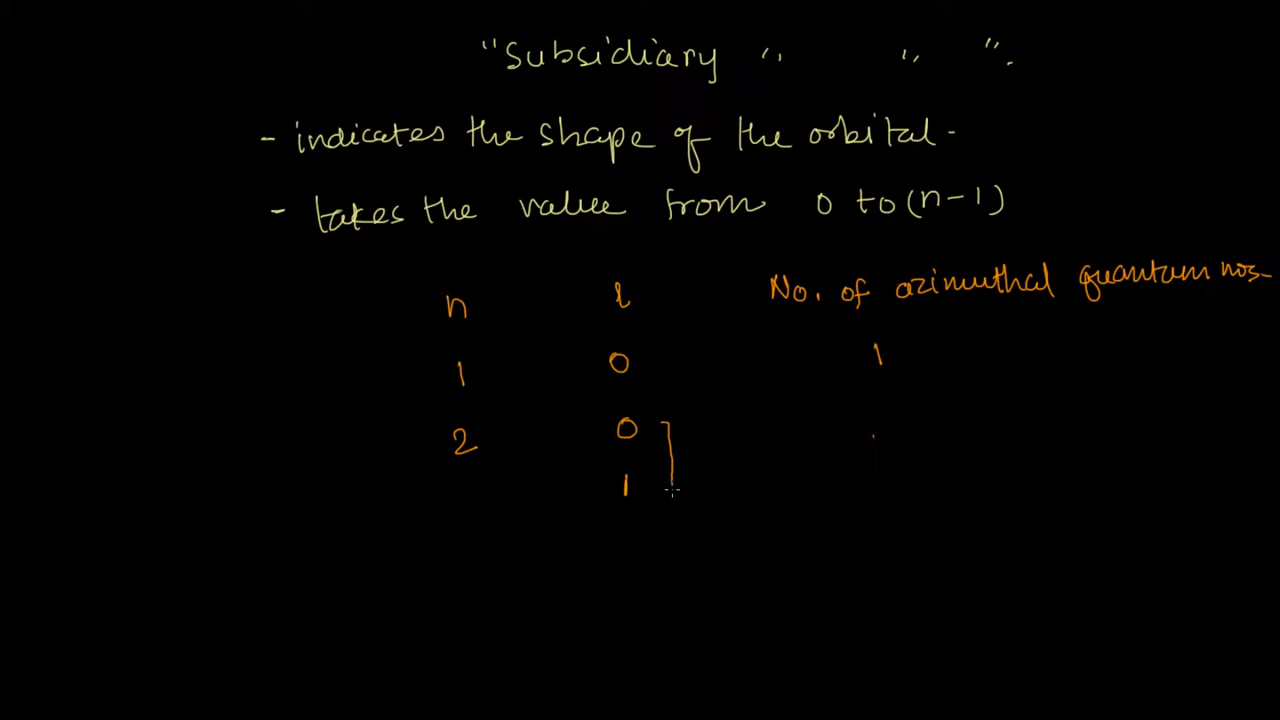 "Subsidiary " " ".
- indicates the shape of the orbital -
- takes the value from 0 to (n-1)
n l No. of azimuthal quantum nos.
1 0 1
2 0
1